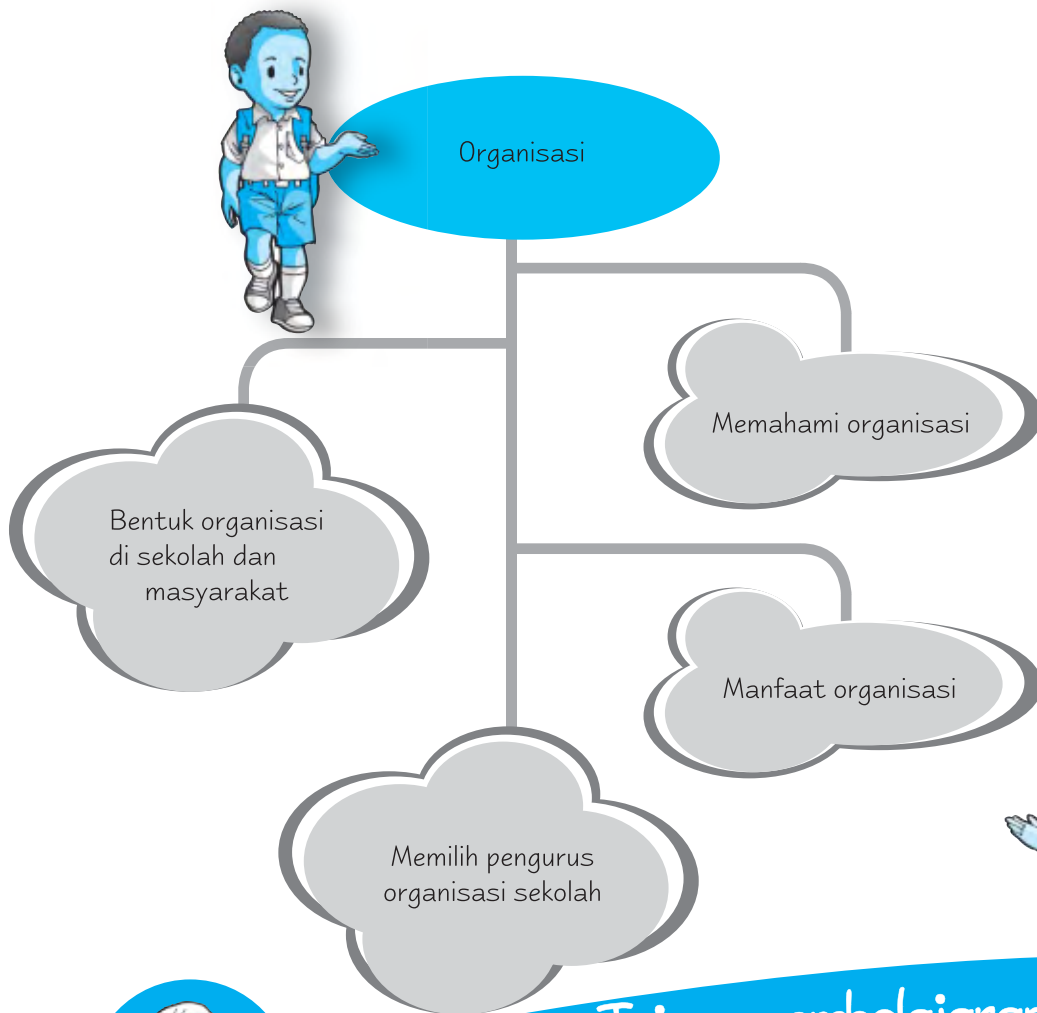 Organisasi
Memahami organisasi
Bentuk organisasi
di sekolah dan
masyarakat
Manfaat organisasi
Memilih pengurus
organisasi sekolah